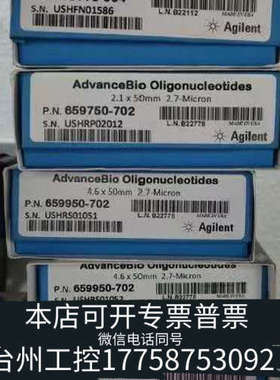 S.N. USHFN01586
L.N. B22112
Agilent
AdvanceBio Oligonucleotides
2.1 x 50mm 2.7-Micron
P.N. 659750-702
S.N. USHRP02012
L.N. B22778
Agilent
AdvanceBio Oligonucleotides
4.6 x 50mm 2.7-Micron
P.N. 659950-702
S.N. USHRS01051
L.N. B22778
Agilent
AdvanceBio Oligonucleotides
4.6 x 50mm 2.7-Micron
P.N. 659950-702
本店可开专票普票
微信电话同号
台州工控17758753092